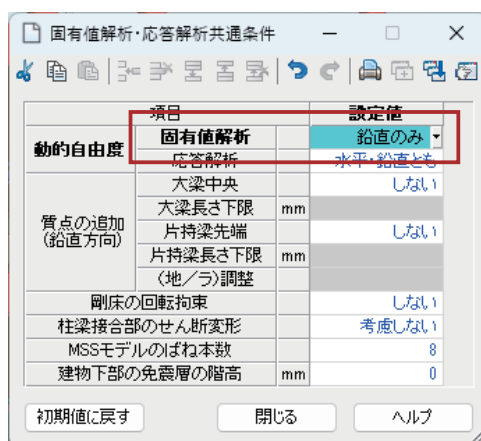 固有値解析・応答解析共通条件
項目 設定値
動的自由度 固有値解析 鉛直のみ
応答解析 水平・鉛直とも
質点の追加
(鉛直方向)
大梁中央 しない
大梁長さ下限 mm
片持梁先端 しない
片持梁長さ下限 mm
(地/ラ)調整
剛床の回転拘束 しない
柱梁接合部のせん断変形 考慮しない
MSSモデルのばね本数 8
建物下部の免震層の階高 mm 0
初期値に戻す 閉じる ヘルプ